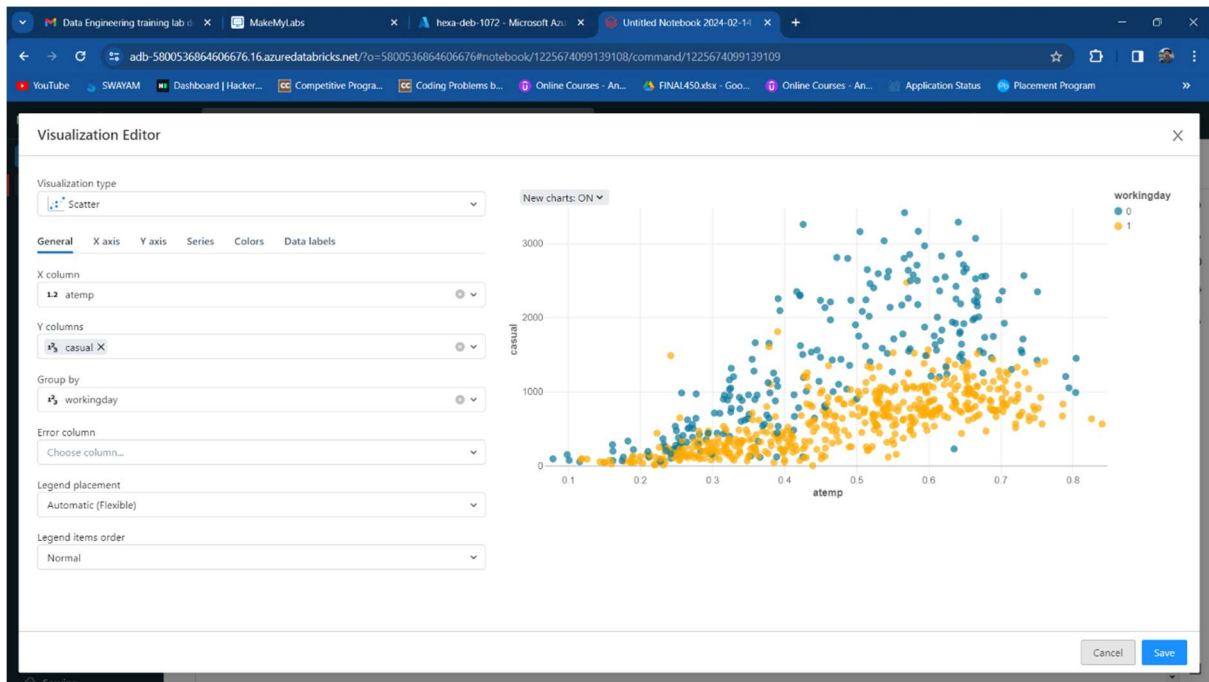 Data Engineering training lab d
MakeMyLabs
hexa-deb-1072 - Microsoft Azu
Untitled Notebook 2024-02-14
adb-5800536864606676.16.azuredatabricks.net/?o=5800536864606676#notebook/1225674099139108/command/1225674099139109
YouTube
SWAYAM
Dashboard | Hacker...
CC Competitive Progra...
CC Coding Problems b...
Online Courses - An...
FINAL450.xlsx - Goo...
Online Courses - An...
Application Status
Placement Program
»
Visualization Editor
Visualization type
Scatter
General X axis Y axis Series Colors Data labels
X column
1.2 atemp
Y columns
casual
Group by
workingday
Error column
Choose column...
Legend placement
Automatic (Flexible)
Legend items order
Normal
New charts: ON
workingday
0
1
3000
2000
1000
0
casual
0.1 0.2 0.3 0.4 0.5 0.6 0.7 0.8
atemp
Cancel Save